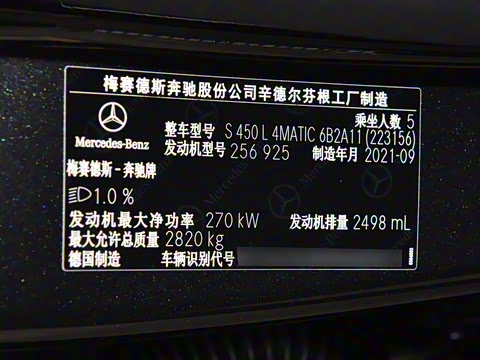 梅赛德斯奔驰股份公司辛德尔芬根工厂制造
乘坐人数 5
Mercedes-Benz
整车型号 S 450 L 4MATIC 6B2A11 (223156)
发动机型号 256 925 制造年月 2021-09
梅赛德斯-奔驰牌
1.0 %
发动机最大净功率 270 kW 发动机排量 2498 mL
最大允许总质量 2820 kg
德国制造 车辆识别代号